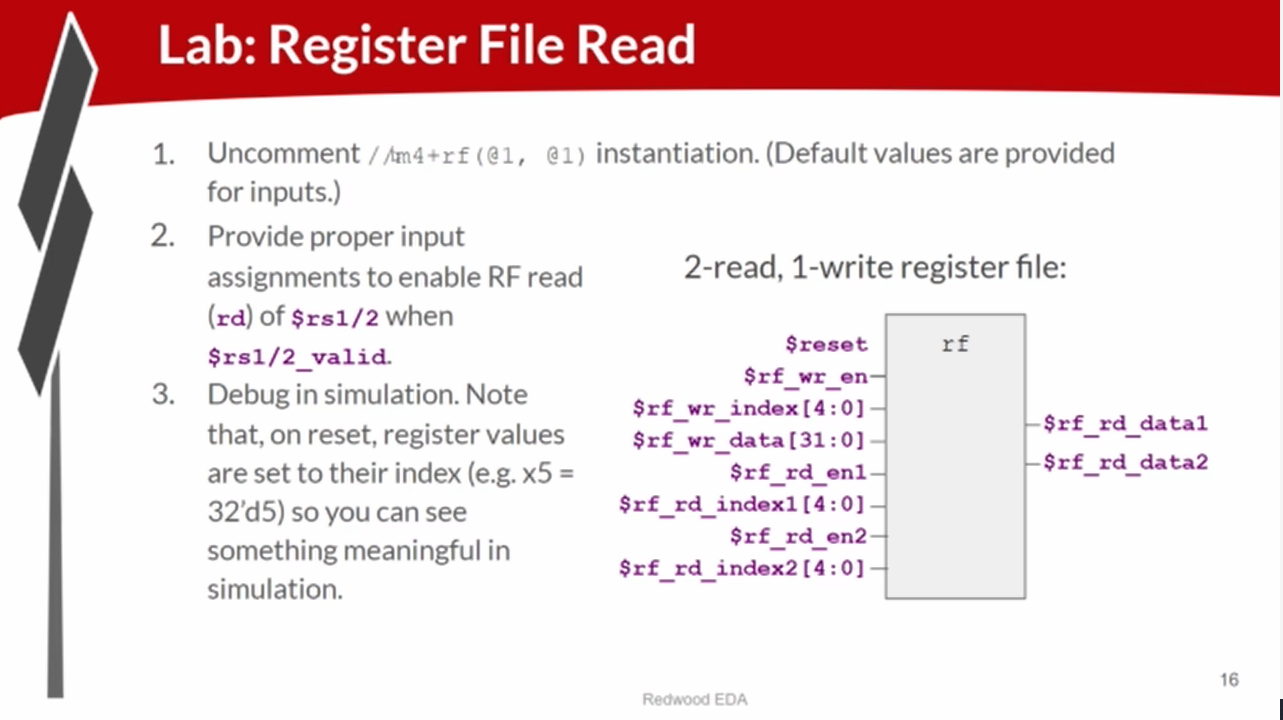 Lab: Register File Read
1. Uncomment //m4+rf(@1, @1) instantiation. (Default values are provided
for inputs.)
2. Provide proper input
assignments to enable RF read
(rd) of $rs1/2 when
$rs1/2_valid.
3. Debug in simulation. Note
that, on reset, register values
are set to their index (e.g. x5 =
32'd5) so you can see
something meaningful in
simulation.
2-read, 1-write register file:
$reset
rf
$rf_wr_en
$rf_wr_index[4:0]
$rf_wr_data[31:0]
$rf_rd_en1
$rf_rd_index1[4:0]
$rf_rd_en2
$rf_rd_index2[4:0]
$rf_rd_data1
$rf_rd_data2
Redwood EDA
16